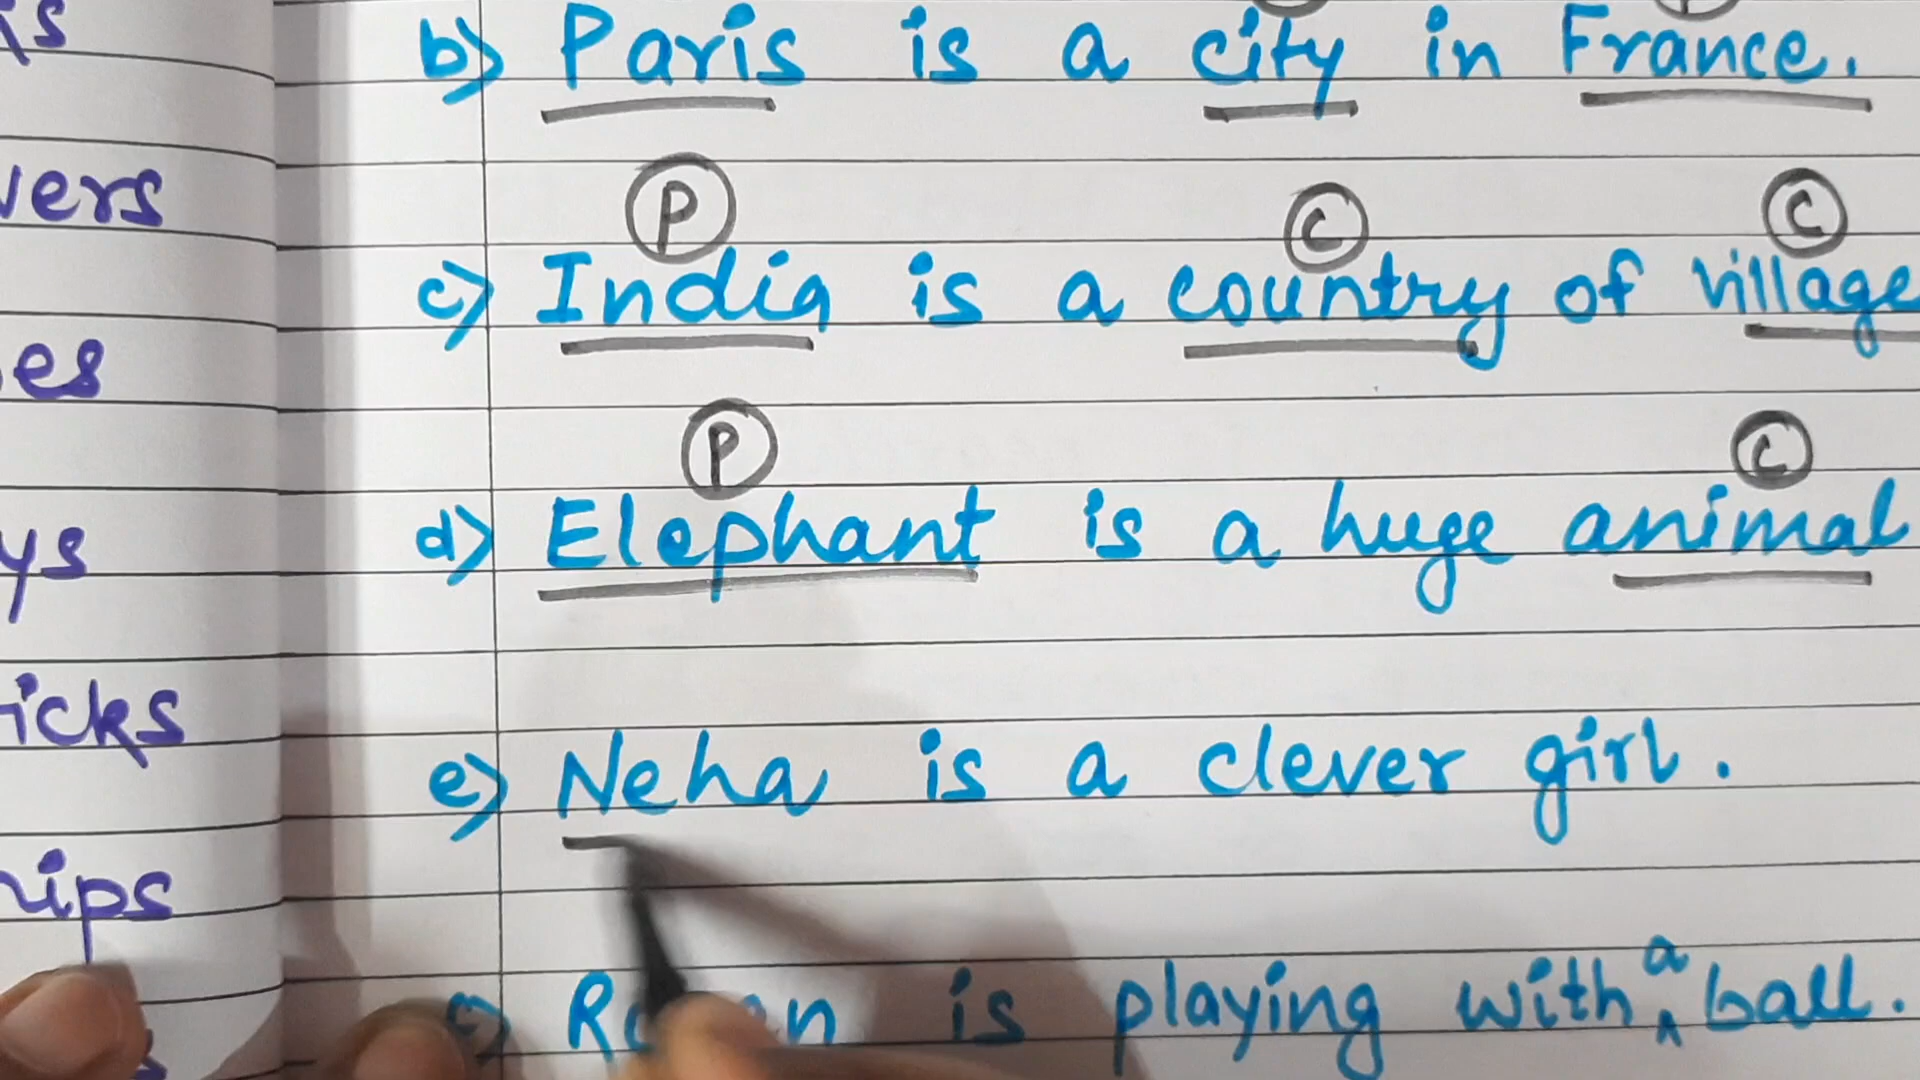 b) Paris is a city in France.
P C C
c) India is a country of village
P C
d) Elephant is a huge animal
e) Neha is a clever girl.
is playing with a ball.